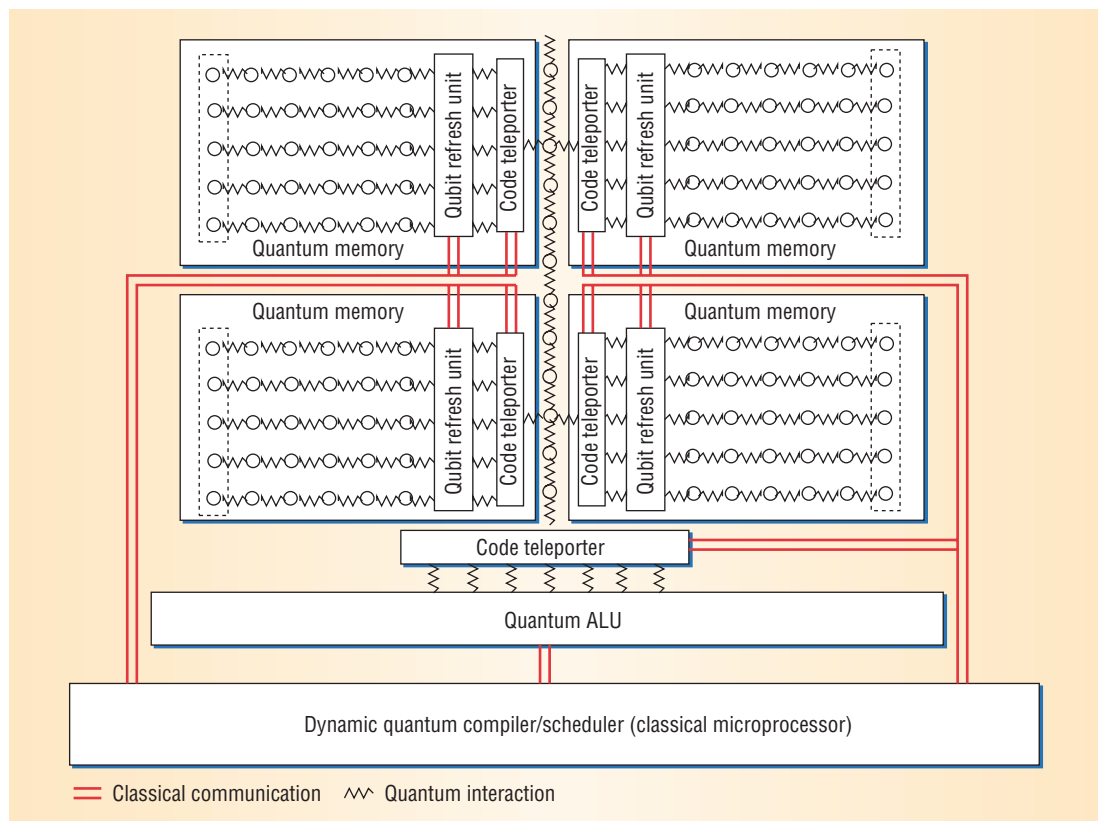 Qubit refresh unit
Code teleporter
Quantum memory
Code teleporter
Qubit refresh unit
Quantum memory
Quantum memory
Qubit refresh unit
Code teleporter
Quantum memory
Code teleporter
Qubit refresh unit
Code teleporter
Quantum ALU
Dynamic quantum compiler/scheduler (classical microprocessor)
Classical communication
Quantum interaction